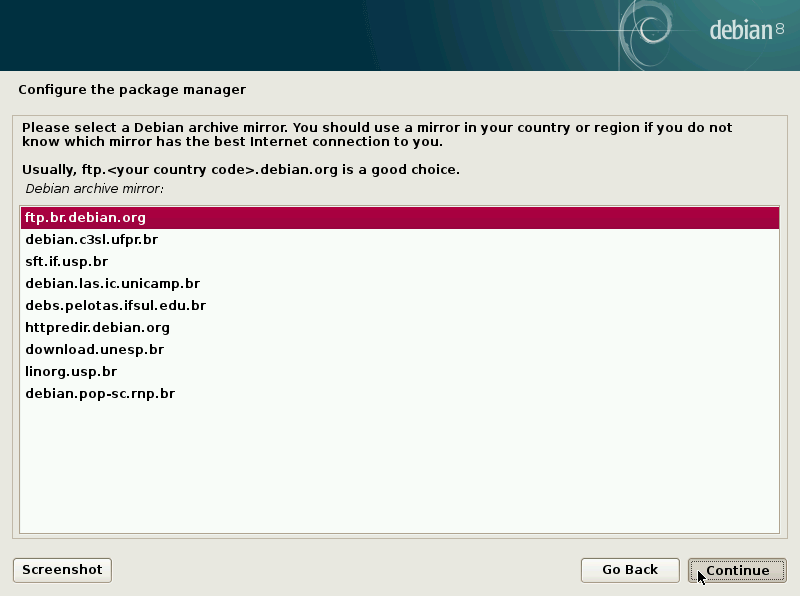 debian 8
Configure the package manager
Please select a Debian archive mirror. You should use a mirror in your country or region if you do not
know which mirror has the best Internet connection to you.
Usually, ftp.<your country code>.debian.org is a good choice.
Debian archive mirror:
ftp.br.debian.org
debian.c3sl.ufpr.br
sft.if.usp.br
debian.las.ic.unicamp.br
debs.pelotas.ifsul.edu.br
httpredir.debian.org
download.unesp.br
linorg.usp.br
debian.pop-sc.rnp.br
Screenshot Go Back Continue